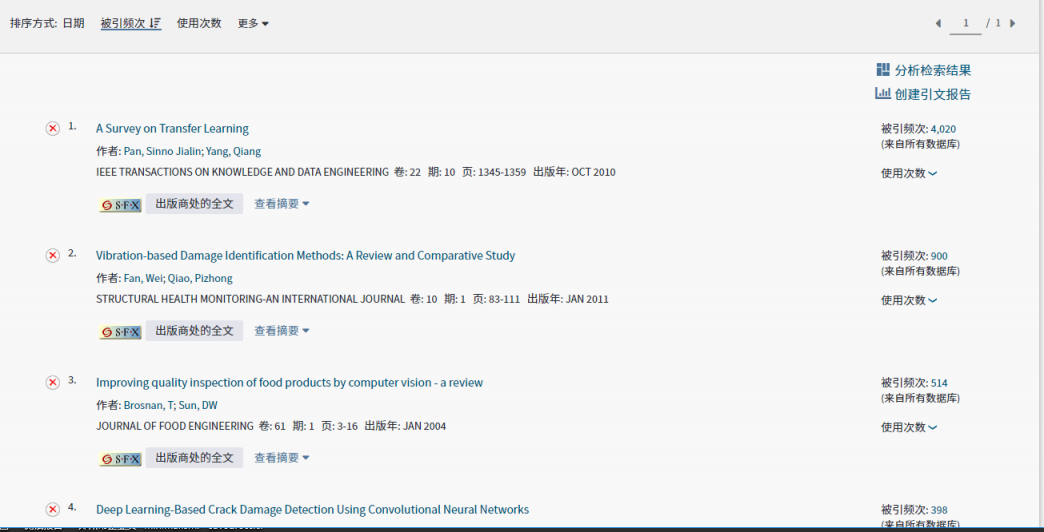 排序方式: 日期 被引频次 使用次数 更多
1 / 1
分析检索结果
创建引文报告
1. A Survey on Transfer Learning
被引频次: 4,020
(来自所有数据库)
作者: Pan, Sinno Jialin; Yang, Qiang
IEEE TRANSACTIONS ON KNOWLEDGE AND DATA ENGINEERING 卷: 22 期: 10 页: 1345-1359 出版年: OCT 2010
使用次数
S·F·X 出版商处的全文 查看摘要
2. Vibration-based Damage Identification Methods: A Review and Comparative Study
被引频次: 900
(来自所有数据库)
作者: Fan, Wei; Qiao, Pizhong
STRUCTURAL HEALTH MONITORING-AN INTERNATIONAL JOURNAL 卷: 10 期: 1 页: 83-111 出版年: JAN 2011
使用次数
S·F·X 出版商处的全文 查看摘要
3. Improving quality inspection of food products by computer vision - a review
被引频次: 514
(来自所有数据库)
作者: Brosnan, T; Sun, DW
JOURNAL OF FOOD ENGINEERING 卷: 61 期: 1 页: 3-16 出版年: JAN 2004
使用次数
S·F·X 出版商处的全文 查看摘要
4. Deep Learning-Based Crack Damage Detection Using Convolutional Neural Networks
被引频次: 398
(来自所有数据库)